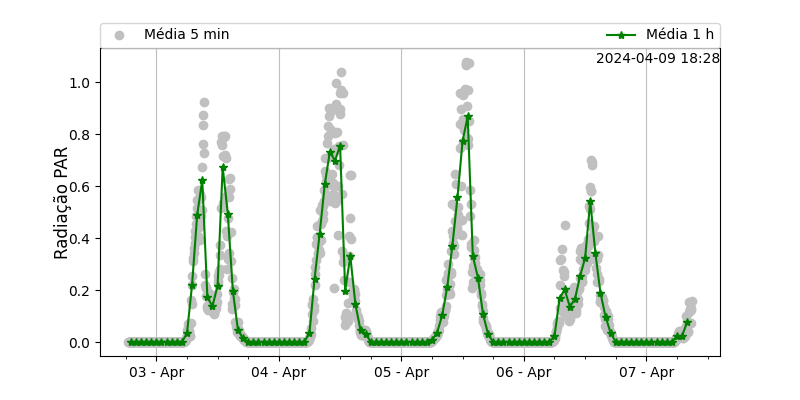 Média 5 min
Média 1 h
2024-04-09 18:28
Radiação PAR
1.0
0.8
0.6
0.4
0.2
0.0
03 - Apr
04 - Apr
05 - Apr
06 - Apr
07 - Apr